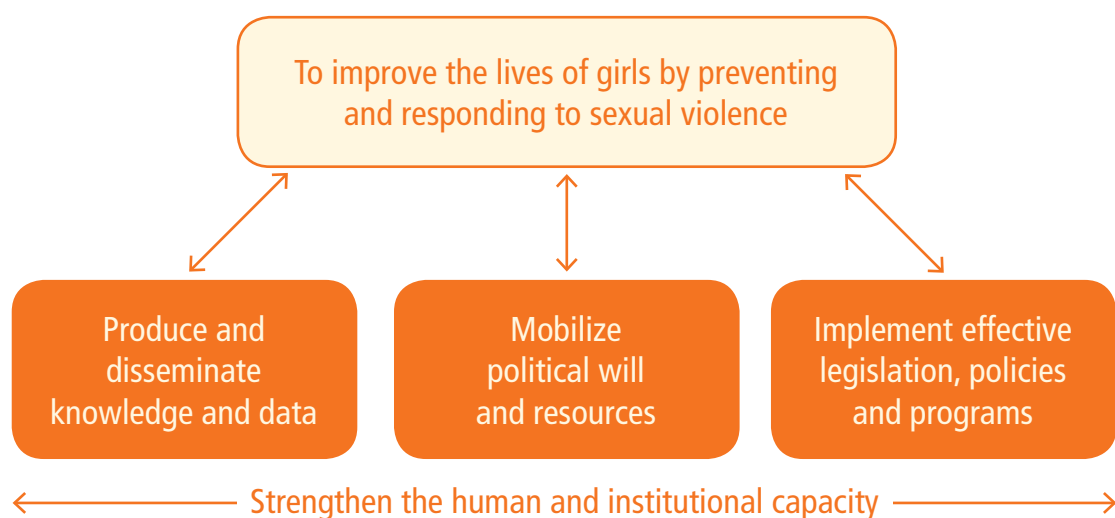 To improve the lives of girls by preventing
and responding to sexual violence
Produce and
disseminate
knowledge and data
Mobilize
political will
and resources
Implement effective
legislation, policies
and programs
Strengthen the human and institutional capacity